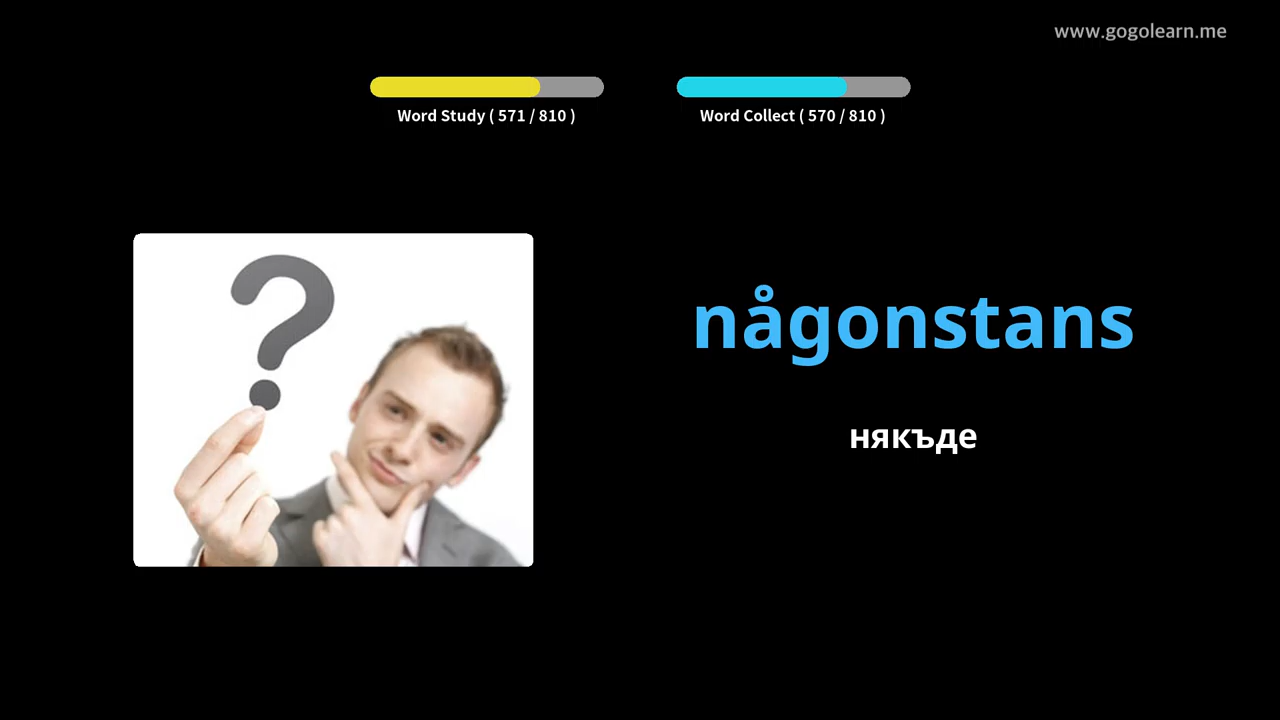 www.gogolearn.me
Word Study ( 571 / 810 )
Word Collect ( 570 / 810 )
?
någonstans
някъде